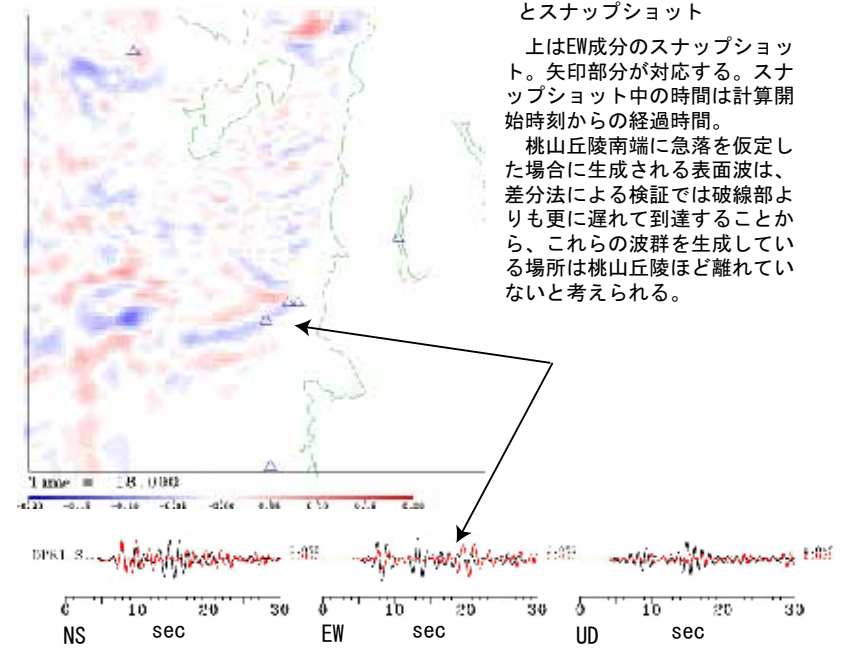 とスナップショット
上はEW成分のスナップショッ
ト。矢印部分が対応する。スナ
ップショット中の時間は計算開
始時刻からの経過時間。
桃山丘陵南端に急落を仮定し
た場合に生成される表面波は、
差分法による検証では破線部よ
りも更に遅れて到達することか
ら、これらの波群を生成してい
る場所は桃山丘陵ほど離れてい
ないと考えられる。
Time = 18.000
0 10 20 30 0 10 20 30 0 10 20 30
NS sec EW sec UD sec